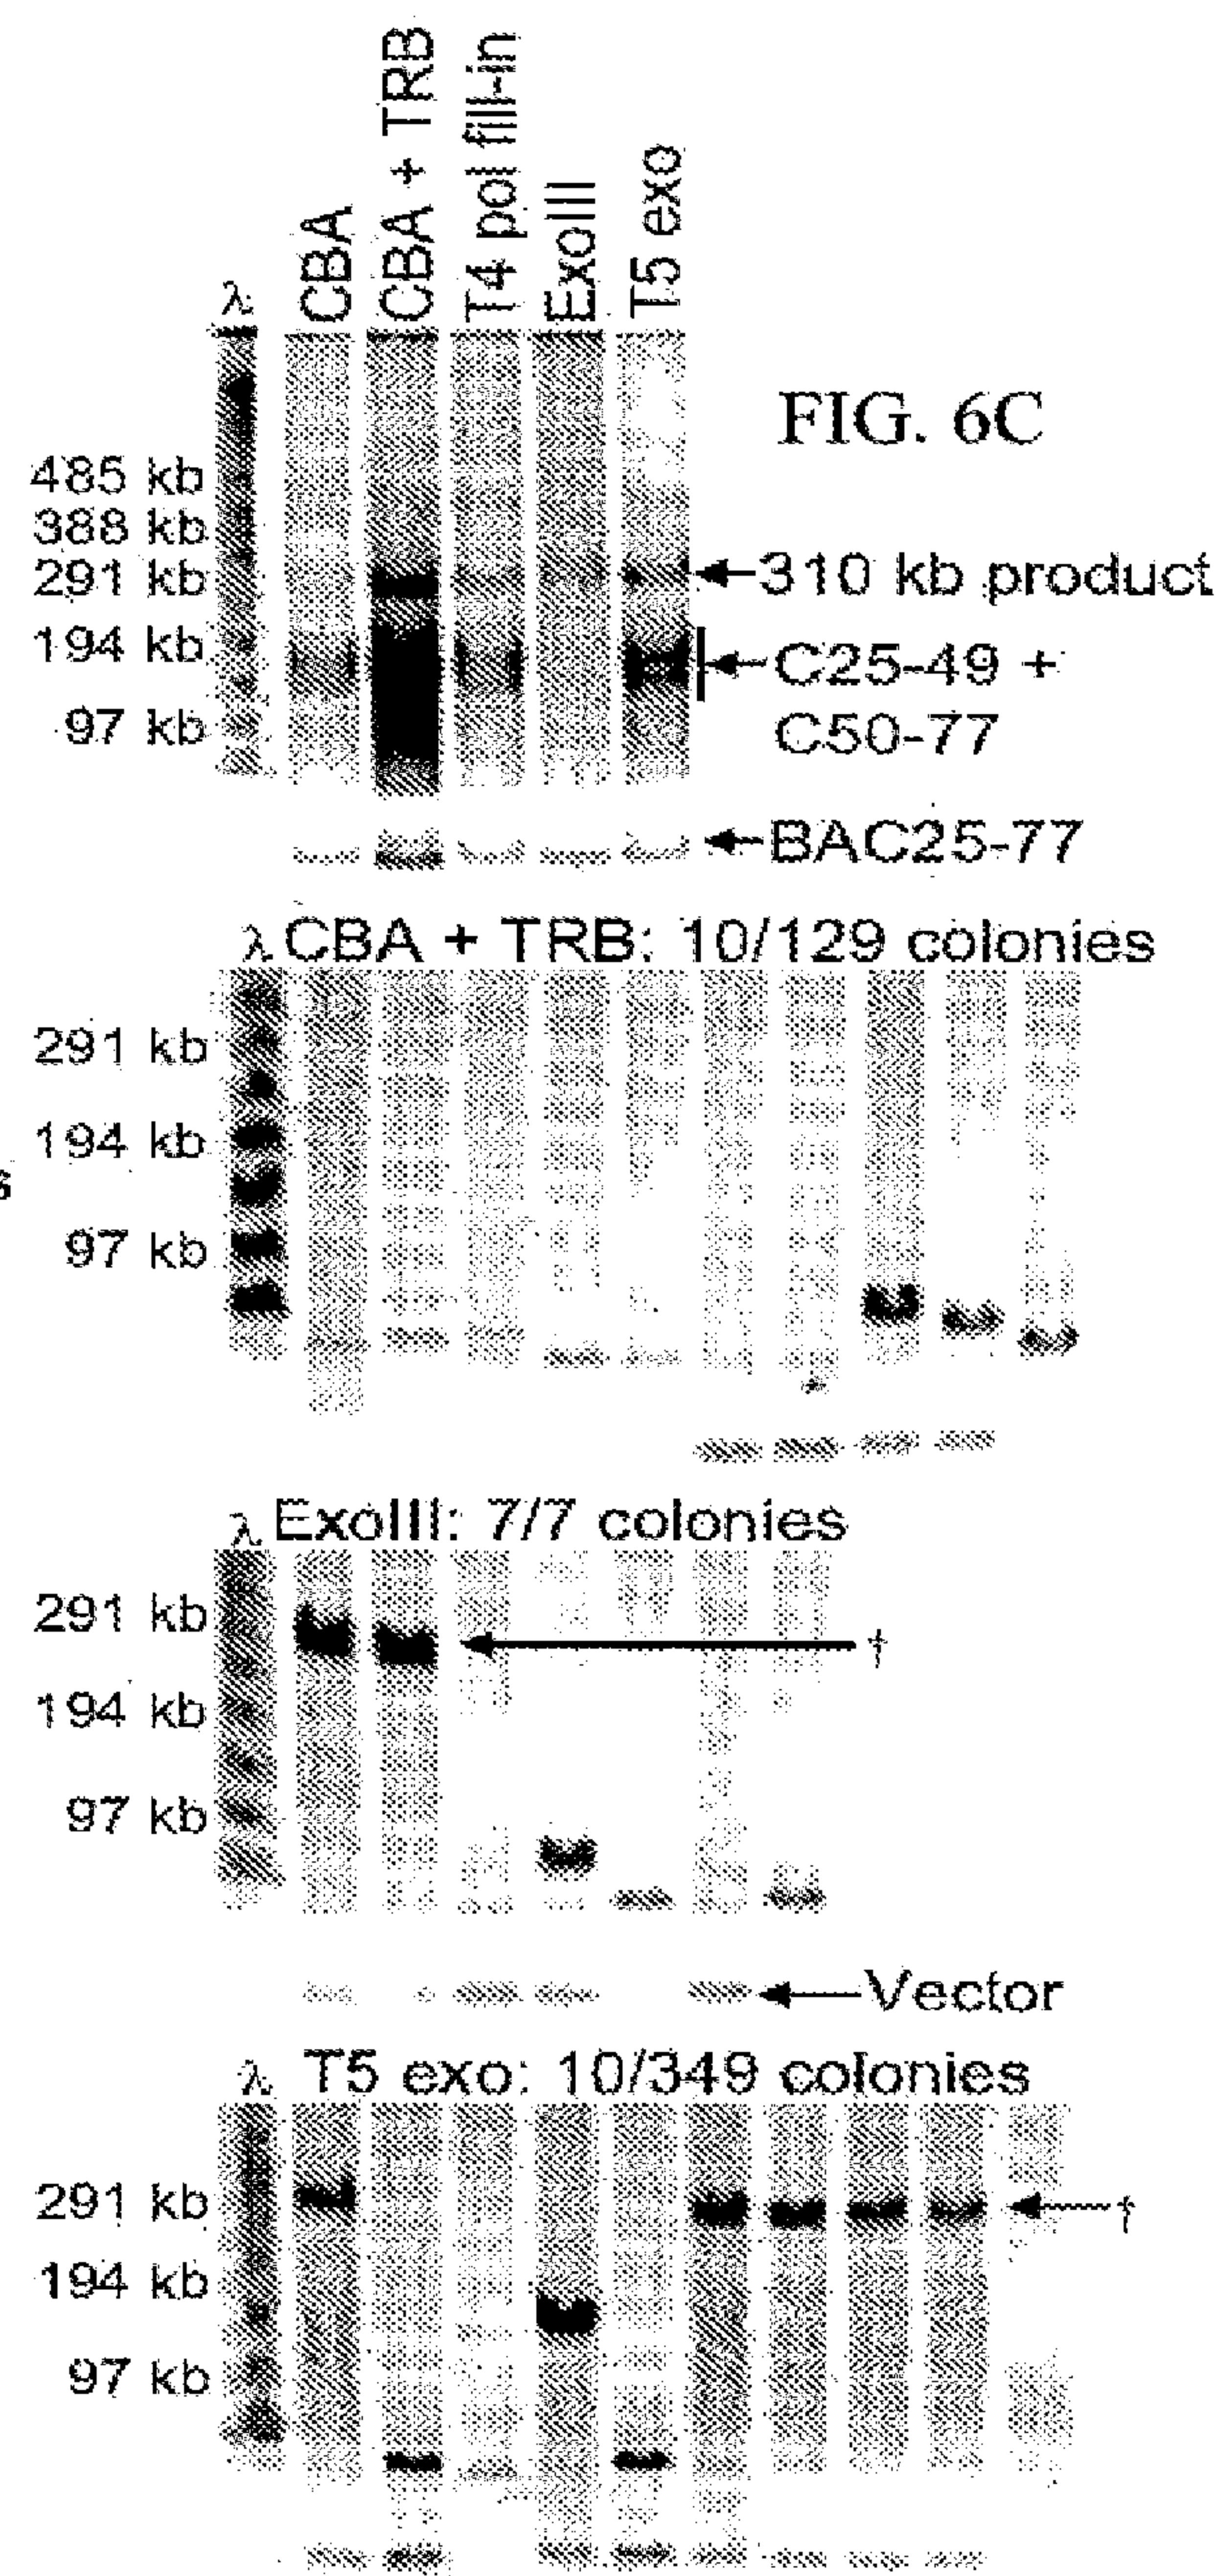 λ
CBA
CBA + TRB
T4 pol fill-in
ExoIII
T5 exo
FIG. 6C
485 kb
388 kb
291 kb
194 kb
97 kb
310 kb product
C25-49 +
C50-77
BAC25-77
λ CBA + TRB: 10/129 colonies
291 kb
194 kb
97 kb
s
*
λ ExoIII: 7/7 colonies
291 kb
194 kb
97 kb
†
Vector
λ T5 exo: 10/349 colonies
291 kb
194 kb
97 kb
†